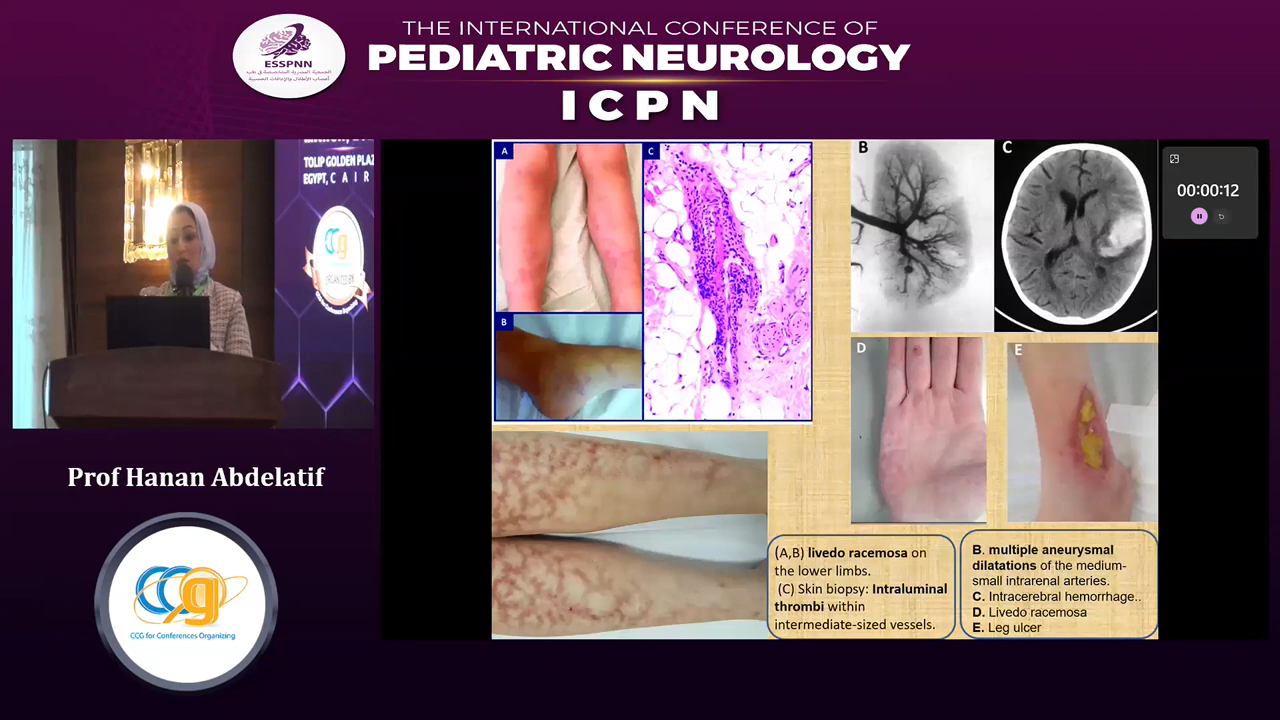 THE INTERNATIONAL CONFERENCE OF
PEDIATRIC NEUROLOGY
ICPN
ESSPNN
TOLIP GOLDEN PLAZ
EGYPT, C A I R
Prof Hanan Abdelatif
CCG for Conferences Organizing
A
B
C
(A,B) livedo racemosa on
the lower limbs.
(C) Skin biopsy: Intraluminal
thrombi within
intermediate-sized vessels.
B
C
D
E
B. multiple aneurysmal
dilatations of the medium-
small intrarenal arteries.
C. Intracerebral hemorrhage..
D. Livedo racemosa
E. Leg ulcer
00:00:12